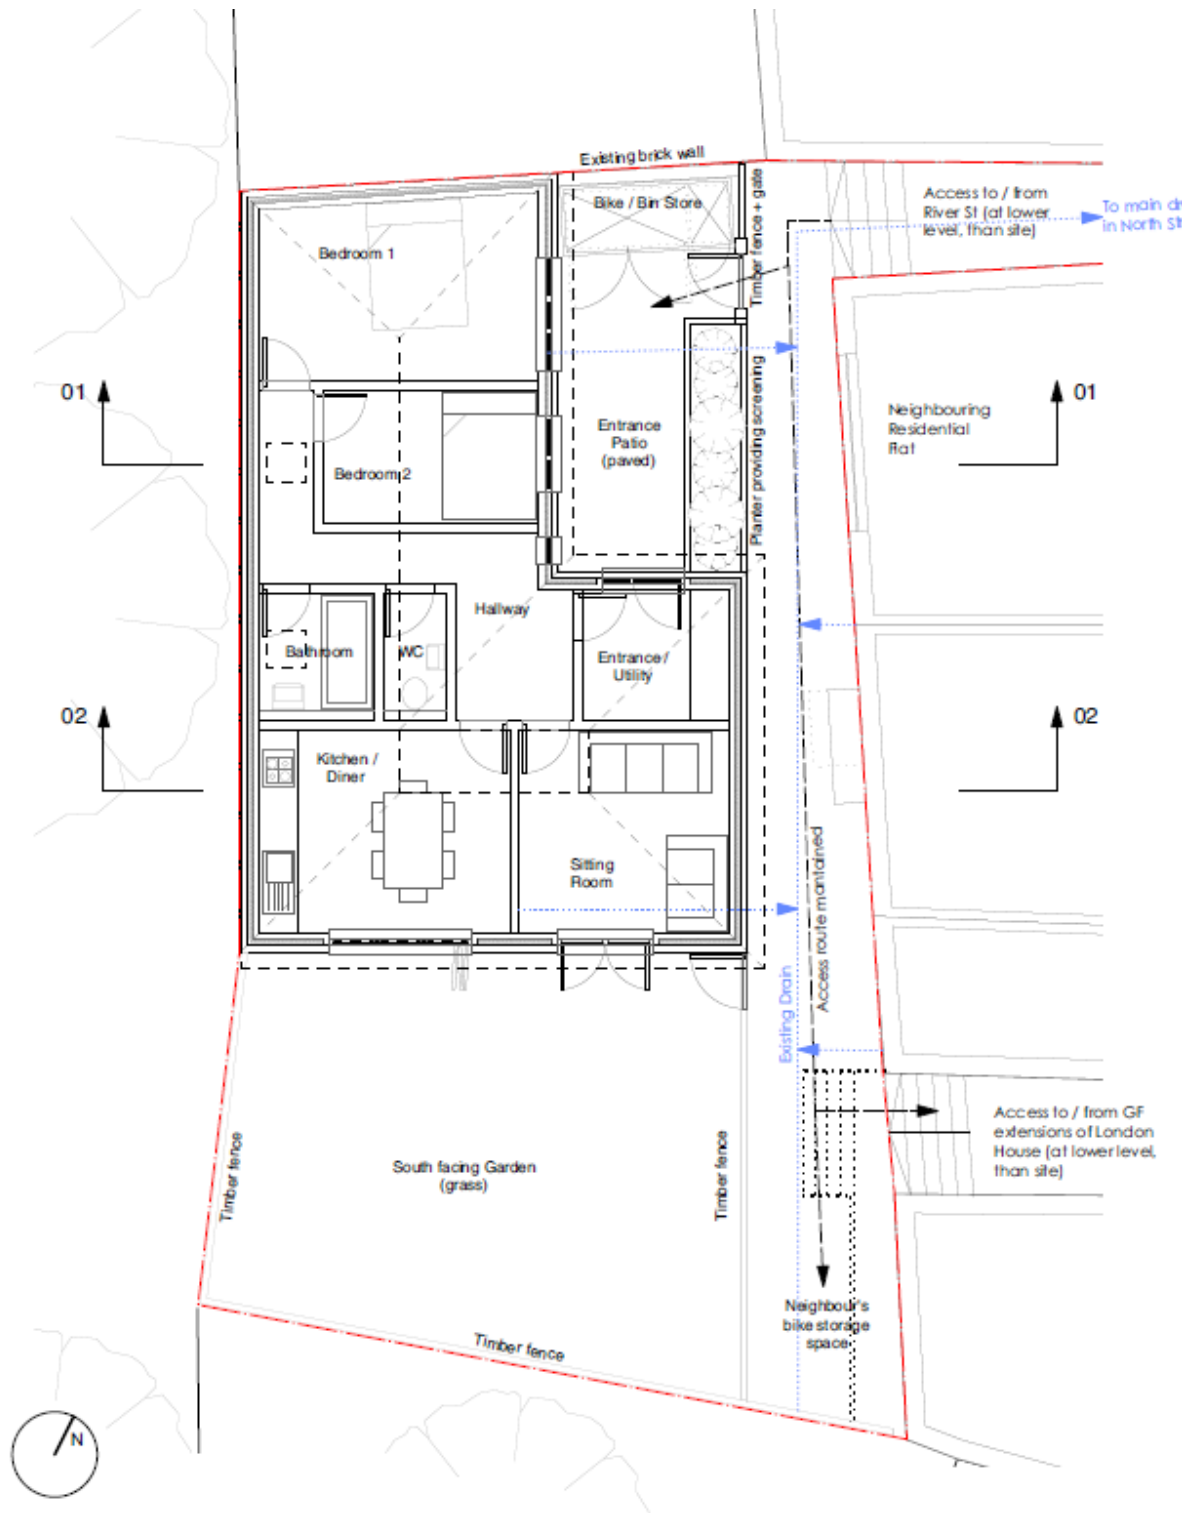 Existing brick wall
Bike / Bin Store
Timber fence + gate
Access to / from
River St (at lower
level, than site)
To main dr
in North Str
Bedroom 1
01
01
Neighbouring
Residential
Flat
Entrance
Patio
(paved)
Planter providing screening
Bedroom 2
Hallway
Bathroom
WC
Entrance /
Utility
02
02
Kitchen /
Diner
Sitting
Room
Access route mantained
Existing Drain
Access to / from GF
extensions of London
House (at lower level,
than site)
Timber fence
South facing Garden
(grass)
Timber fence
Neighbour's
bike storage
space
Timber fence
N